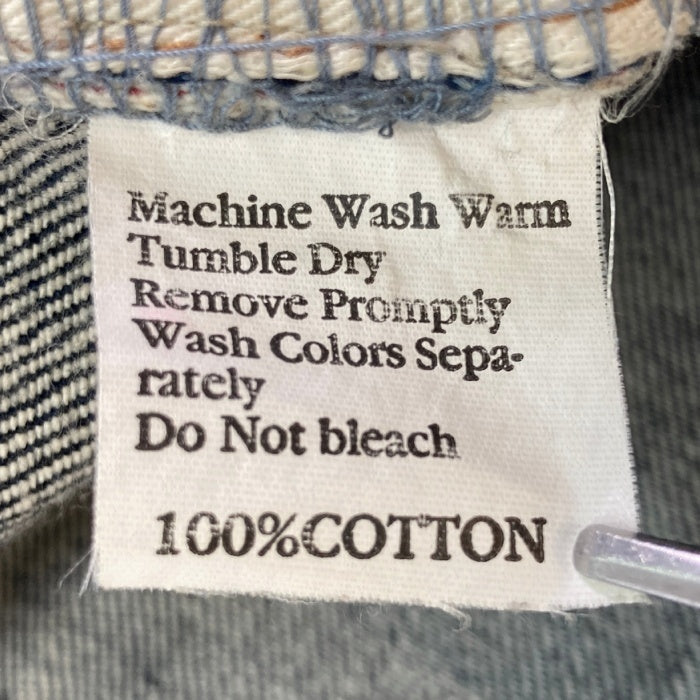 Machine Wash Warm
Tumble Dry
Remove Promptly
Wash Colors Sepa-
rately
Do Not bleach
100%COTTON